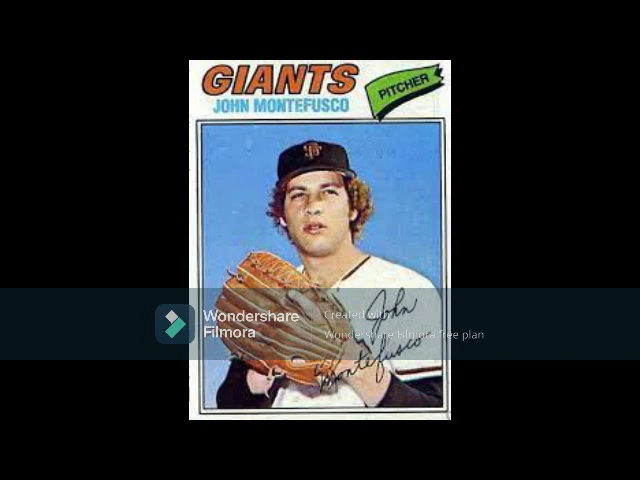 GIANTS
JOHN MONTEFUSCO
PITCHER
SF
Wondershare
Filmora
Created with
Wondershare Filmora free plan
John
Montefusco